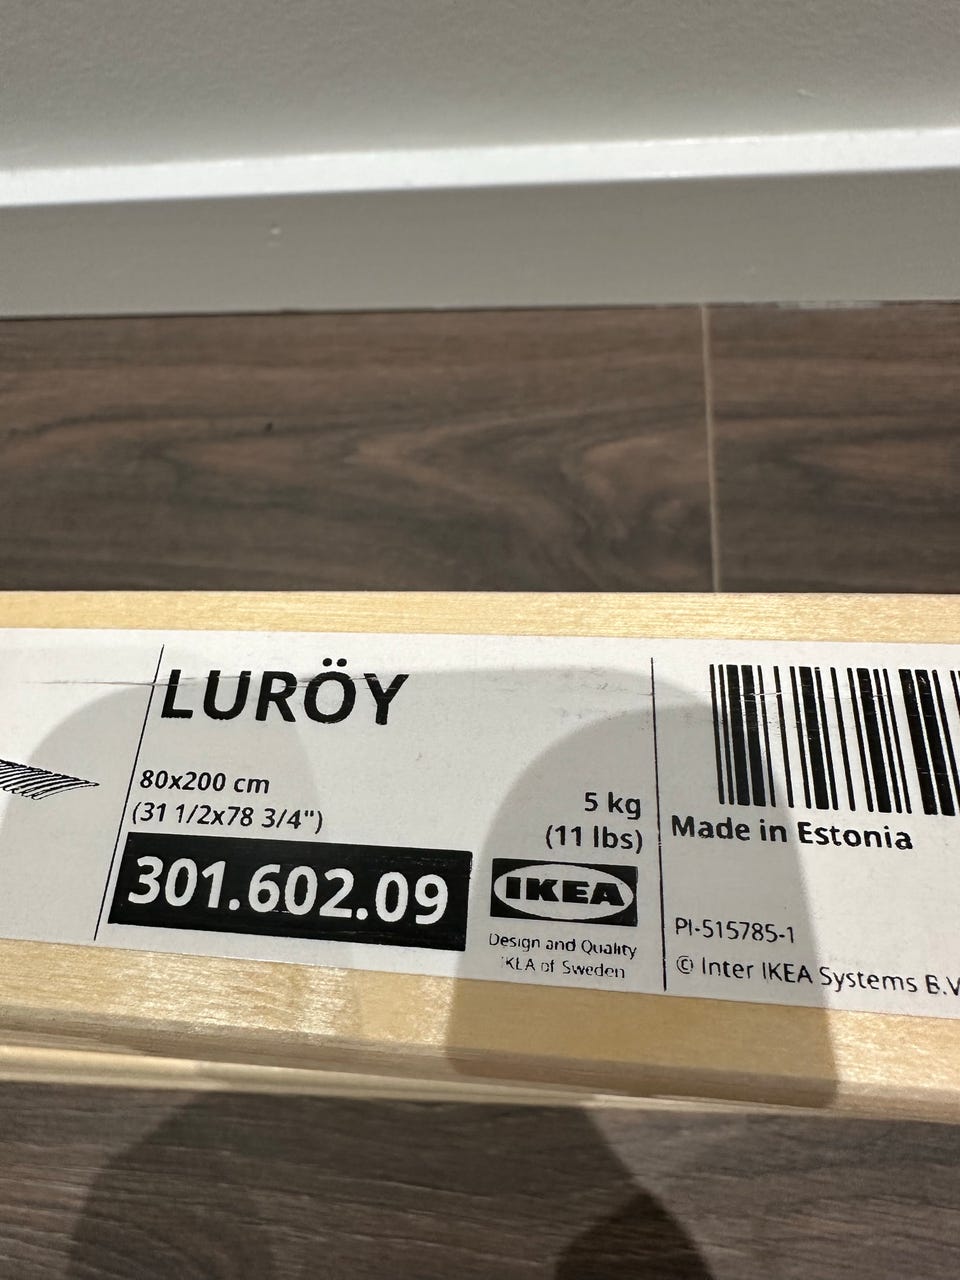 LURÖY
80x200 cm
(31 1/2x78 3/4")
301.602.09
5 kg
(11 lbs)
IKEA
Design and Quality
IKEA of Sweden
Made in Estonia
PI-515785-1
© Inter IKEA Systems B.V